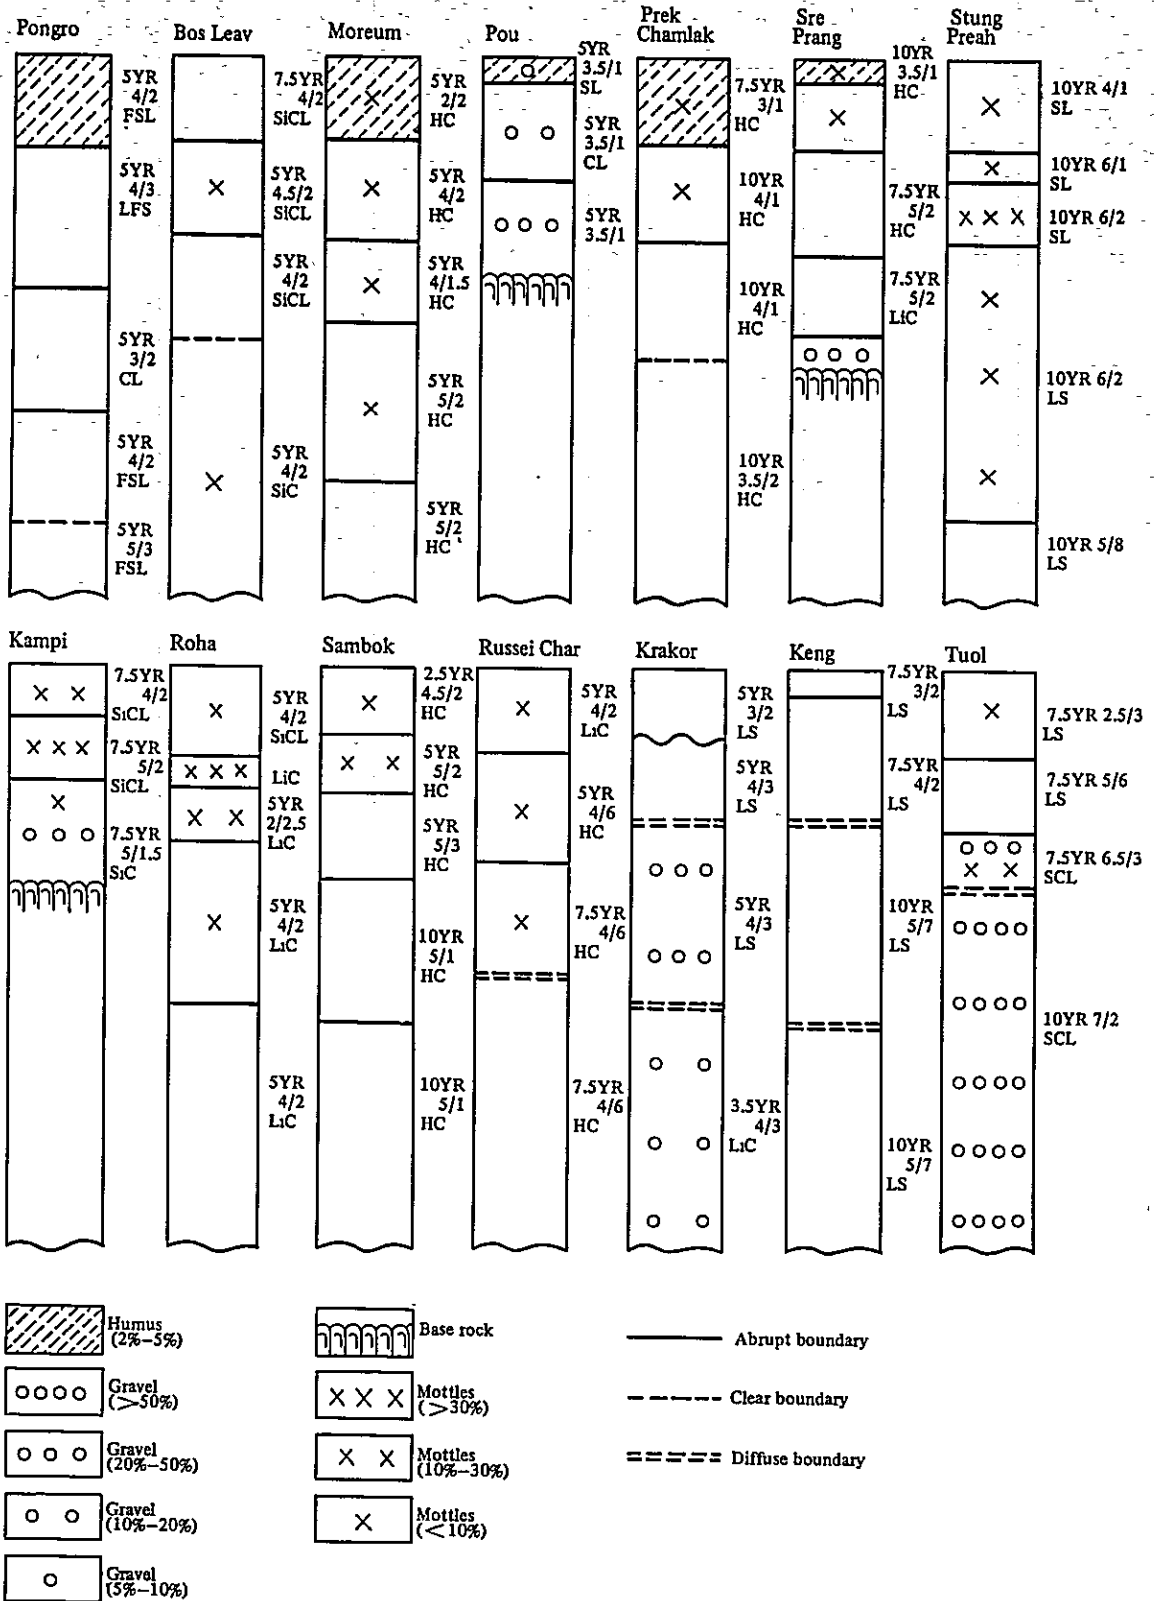 Pongro
5YR
4/2
FSL
5YR
4/3
LFS
5YR
3/2
CL
5YR
4/2
FSL
5YR
5/3
FSL
Bos Leav
7.5YR
4/2
SiCL
5YR
4.5/2
SiCL
5YR
4/2
SiCL
5YR
4/2
SiC
Moreum
5YR
2/2
HC
5YR
4/2
HC
5YR
4/1.5
HC
5YR
5/2
HC
5YR
5/2
HC
Pou
5YR
3.5/1
SL
5YR
3.5/1
CL
5YR
3.5/1
Prek
Chamlak
7.5YR
3/1
HC
10YR
4/1
HC
10YR
4/1
HC
10YR
3.5/2
HC
Sre
Prang
10YR
3.5/1
HC
7.5YR
5/2
HC
7.5YR
5/2
LiC
Stung
Preah
10YR 4/1
SL
10YR 6/1
SL
10YR 6/2
SL
10YR 6/2
LS
10YR 5/8
LS
Kampi
7.5YR
4/2
SiCL
7.5YR
5/2
SiCL
7.5YR
5/1.5
SiC
Roha
5YR
4/2
SiCL
LiC
5YR
2/2.5
LiC
5YR
4/2
LiC
5YR
4/2
LiC
Sambok
2.5YR
4.5/2
HC
5YR
5/2
HC
5YR
5/3
HC
10YR
5/1
HC
10YR
5/1
HC
Russei Char
5YR
4/2
LiC
5YR
4/6
HC
7.5YR
4/6
HC
7.5YR
4/6
HC
Krakor
5YR
3/2
LS
5YR
4/3
LS
5YR
4/3
LS
3.5YR
4/3
LiC
Keng
7.5YR
3/2
LS
7.5YR
4/2
LS
10YR
5/7
LS
10YR
5/7
LS
Tuol
7.5YR 2.5/3
LS
7.5YR 5/6
LS
7.5YR 6.5/3
SCL
10YR 7/2
SCL
Humus
(2%–5%)
Gravel
(>50%)
Gravel
(20%–50%)
Gravel
(10%–20%)
Gravel
(5%–10%)
Base rock
Mottles
(>30%)
Mottles
(10%–30%)
Mottles
(<10%)
Abrupt boundary
Clear boundary
Diffuse boundary